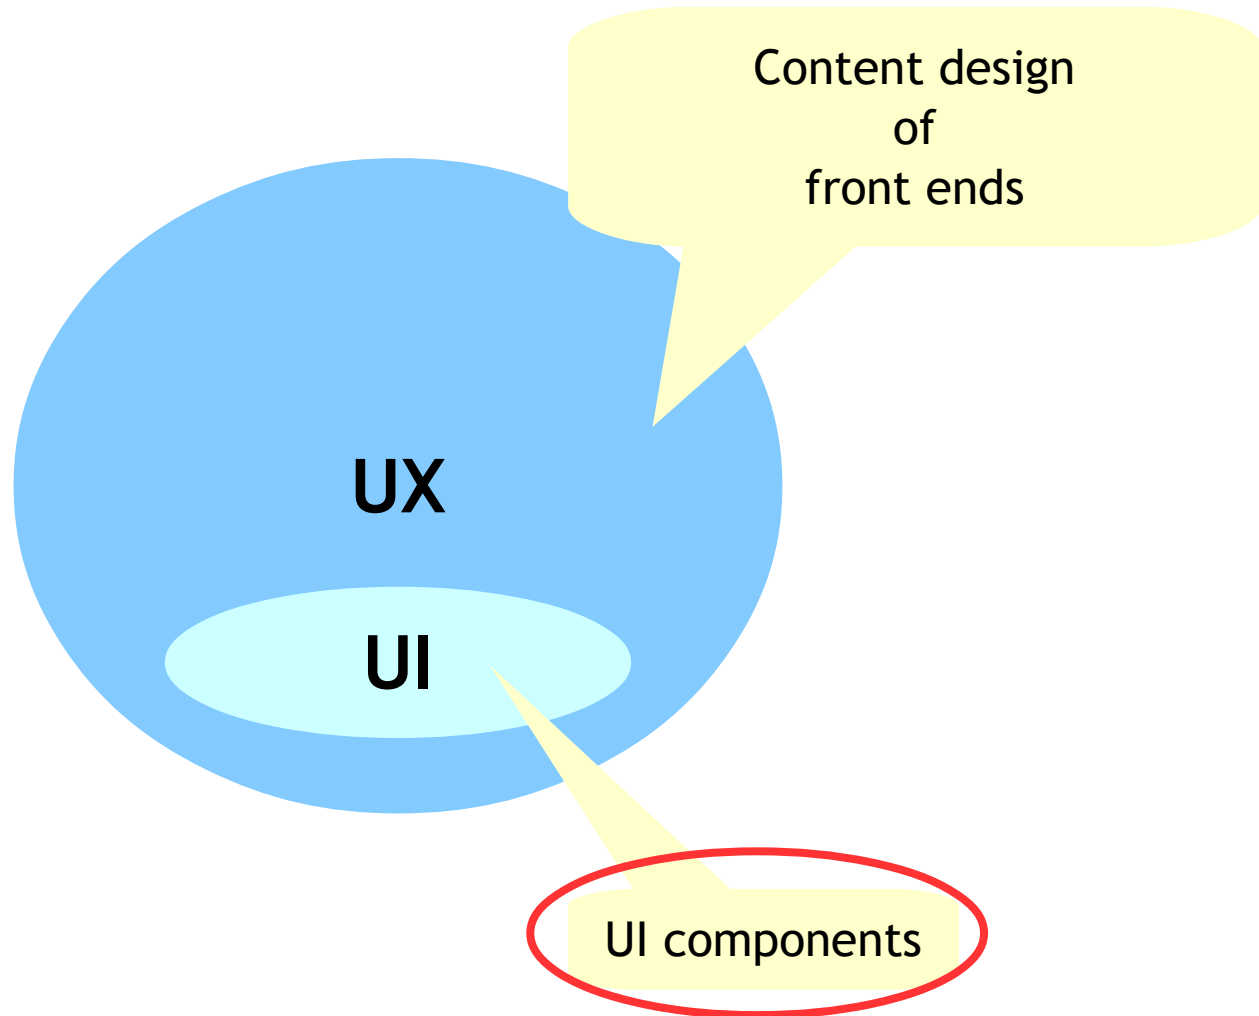 Content design
of
front ends
UX
UI
UI components